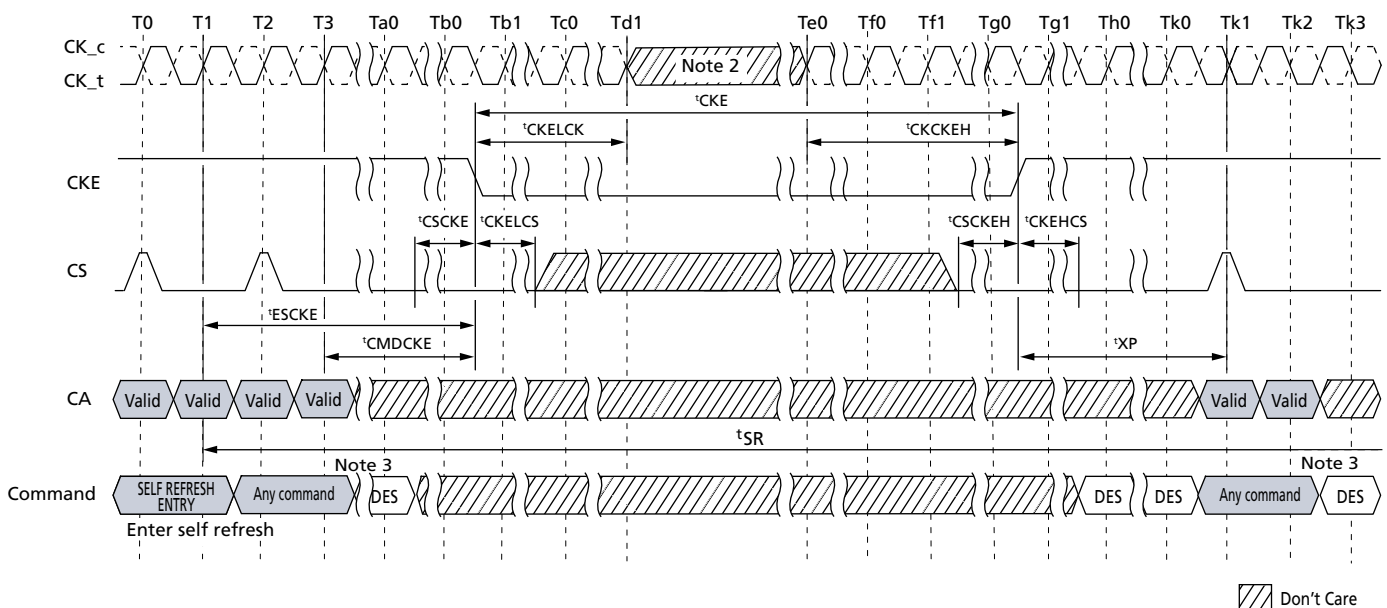 T0 T1 T2 T3 Ta0 Tb0 Tb1 Tc0 Td1 Te0 Tf0 Tf1 Tg0 Tg1 Th0 Tk0 Tk1 Tk2 Tk3
CK_c
CK_t
Note 2
tCKE
tCKELCK tCKCKEH
CKE
tCSCKE tCKELCS tCSCKEH tCKEHCS
CS
tESCKE
tCMDCKE tXP
CA Valid Valid Valid Valid Valid Valid
tSR
Note 3 Note 3
Command SELF REFRESH ENTRY Any command DES DES DES Any command DES
Enter self refresh
Don't Care